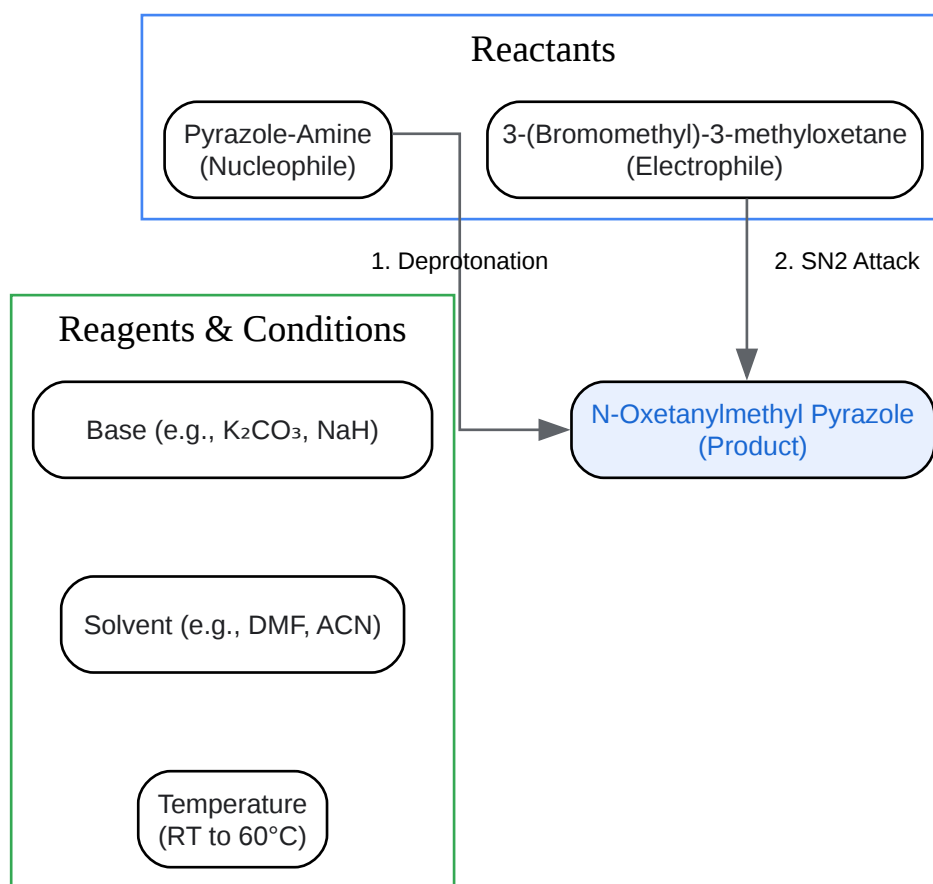 Reactants
Pyrazole-Amine
(Nucleophile)
3-(Bromomethyl)-3-methyloxetane
(Electrophile)
1. Deprotonation
2. SN2 Attack
Reagents & Conditions
Base (e.g., K₂CO₃, NaH)
N-Oxetanylmethyl Pyrazole
(Product)
Solvent (e.g., DMF, ACN)
Temperature
(RT to 60°C)